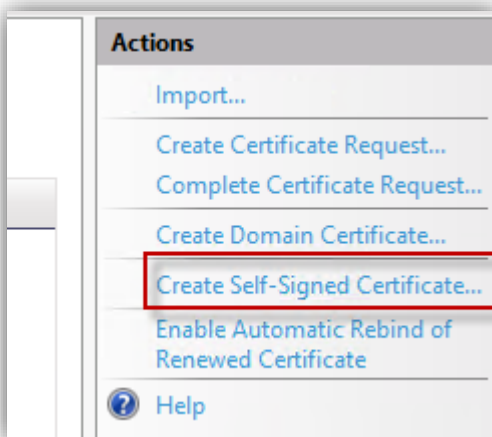 Actions
Import...
Create Certificate Request...
Complete Certificate Request...
Create Domain Certificate...
Create Self-Signed Certificate...
Enable Automatic Rebind of
Renewed Certificate
Help